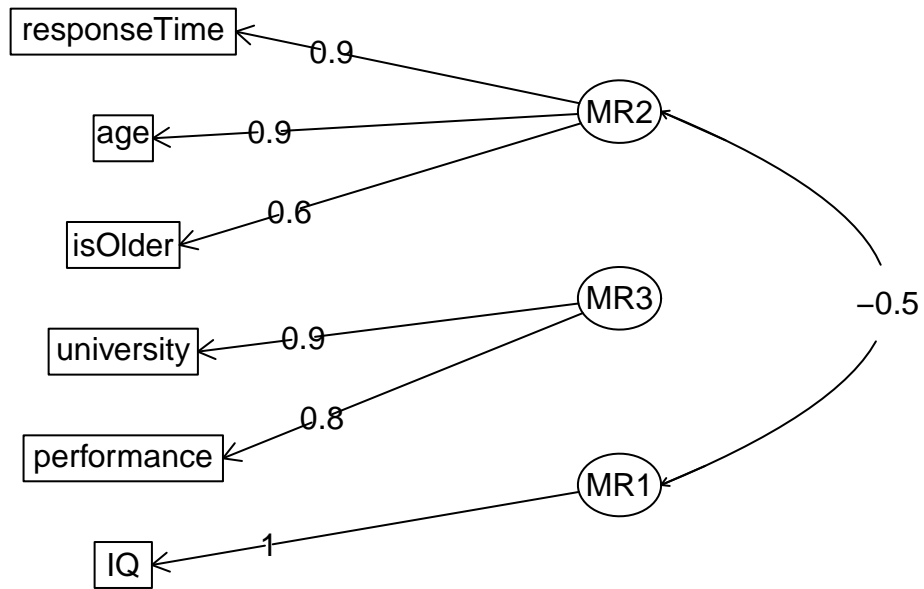 responseTime
0.9
MR2
age
0.9
isOlder
0.6
MR3
−0.5
university
0.9
performance
0.8
MR1
IQ
1